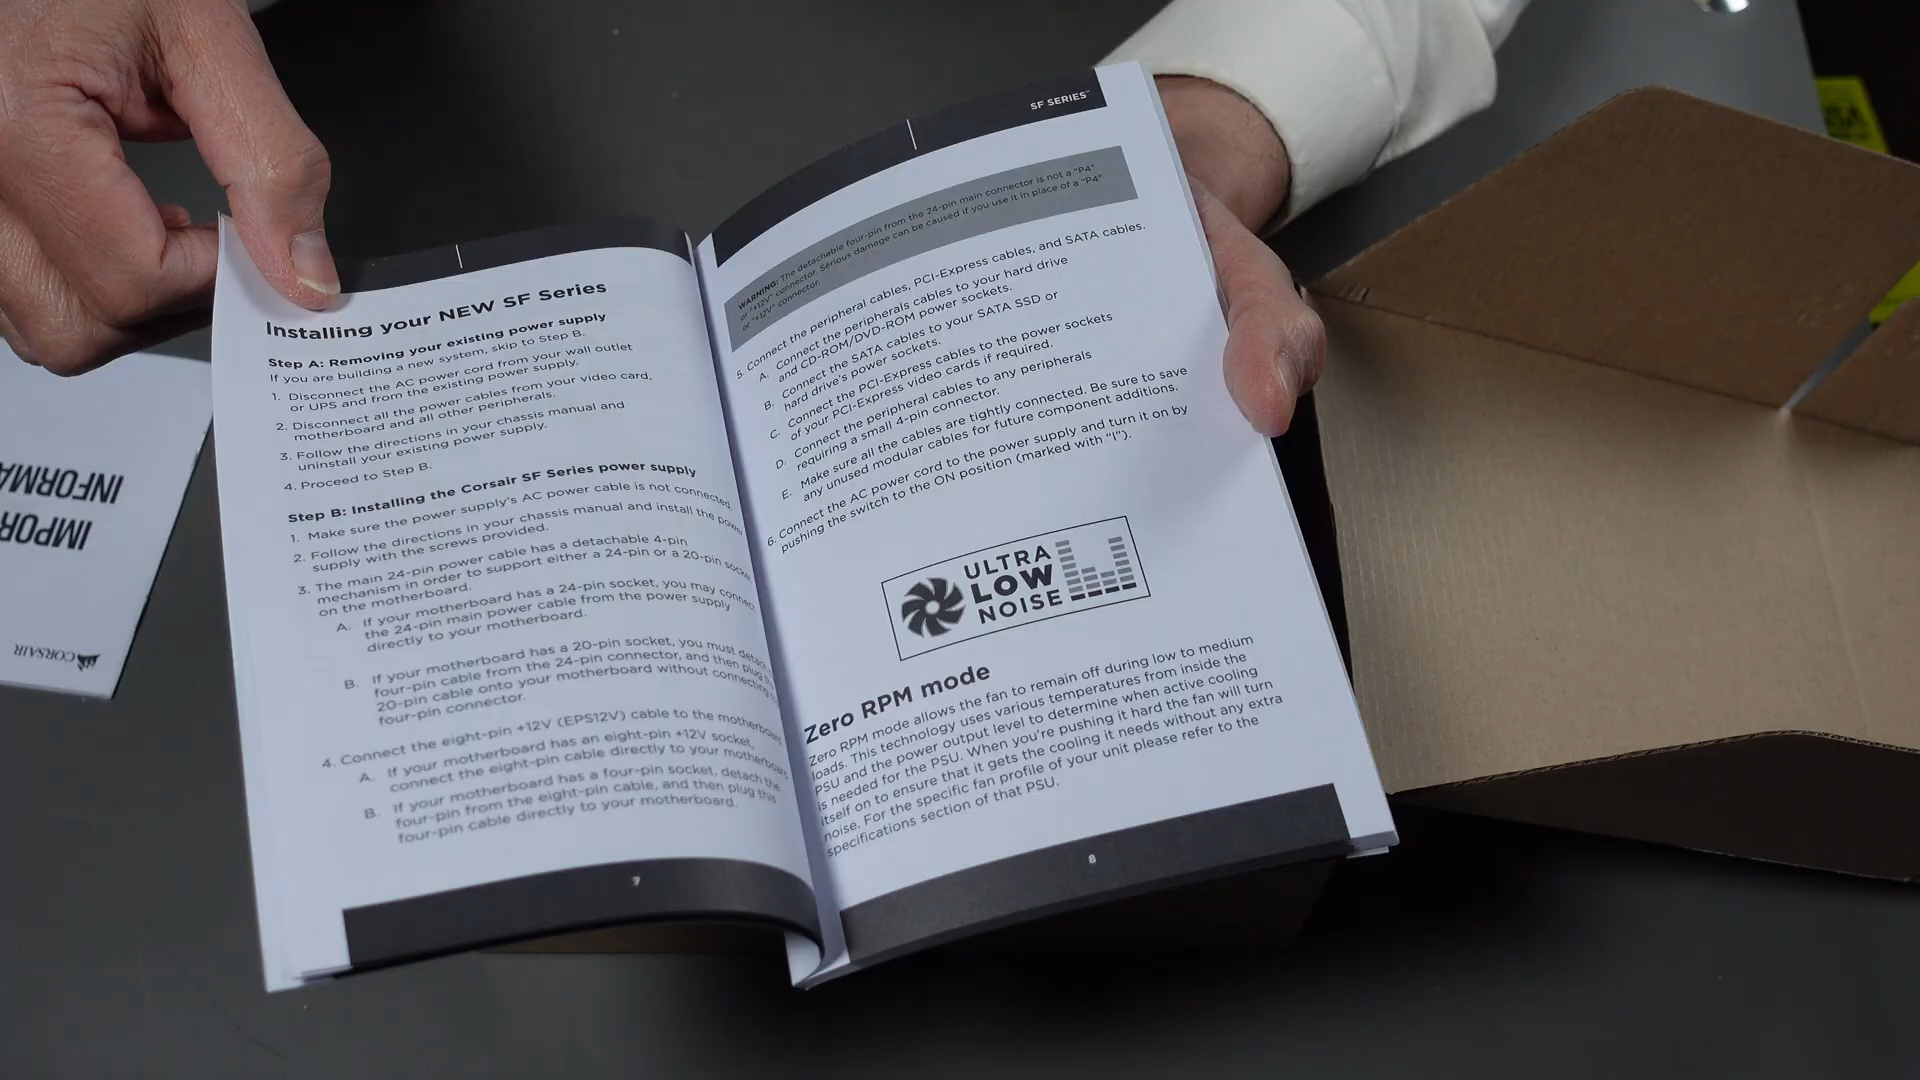 Installing your NEW SF Series
Step A: Removing your existing power supply
If you are building a new system, skip to Step B.
1. Disconnect the AC power cord from your wall outlet
or UPS and from the existing power supply.
2. Disconnect all the power cables from your video card,
motherboard and all other peripherals.
3. Follow the directions in your chassis manual and
uninstall your existing power supply.
4. Proceed to Step B.
Step B: Installing the Corsair SF Series power supply
1. Make sure the power supply's AC power cable is not connected.
2. Follow the directions in your chassis manual and install the power
supply with the screws provided.
3. The main 24-pin power cable has a detachable 4-pin
mechanism in order to support either a 24-pin or a 20-pin socket
on the motherboard.
A. If your motherboard has a 24-pin socket, you may connect
the 24-pin main power cable from the power supply
directly to your motherboard.
B. If your motherboard has a 20-pin socket, you must detach
four-pin cable from the 24-pin connector, and then plug
20-pin cable onto your motherboard without connecting
four-pin connector.
4. Connect the eight-pin +12V (EPS12V) cable to the motherboard
A. If your motherboard has an eight-pin +12V socket,
connect the eight-pin cable directly to your motherboard
B. If your motherboard has a four-pin socket, detach the
four-pin from the eight-pin cable, and then plug this
four-pin cable directly to your motherboard.
7
SF SERIES™
WARNING: The detachable four-pin from the 24-pin main connector is not a "P4"
or "+12V" connector. Serious damage can be caused if you use it in place of a "P4"
or "+12V" connector.
5. Connect the peripheral cables, PCI-Express cables, and SATA cables.
A. Connect the peripherals cables to your hard drive
and CD-ROM/DVD-ROM power sockets.
B. Connect the SATA cables to your SATA SSD or
hard drive's power sockets.
C. Connect the PCI-Express cables to the power sockets
of your PCI-Express video cards if required.
D. Connect the peripheral cables to any peripherals
requiring a small 4-pin connector.
E. Make sure all the cables are tightly connected. Be sure to save
any unused modular cables for future component additions.
6. Connect the AC power cord to the power supply and turn it on by
pushing the switch to the ON position (marked with "I").
ULTRA
LOW
NOISE
Zero RPM mode
Zero RPM mode allows the fan to remain off during low to medium
loads. This technology uses various temperatures from inside the
PSU and the power output level to determine when active cooling
is needed for the PSU. When you're pushing it hard the fan will turn
itself on to ensure that it gets the cooling it needs without any extra
noise. For the specific fan profile of your unit please refer to the
specifications section of that PSU.
8
IMPOR
INFORMA
CORSAIR